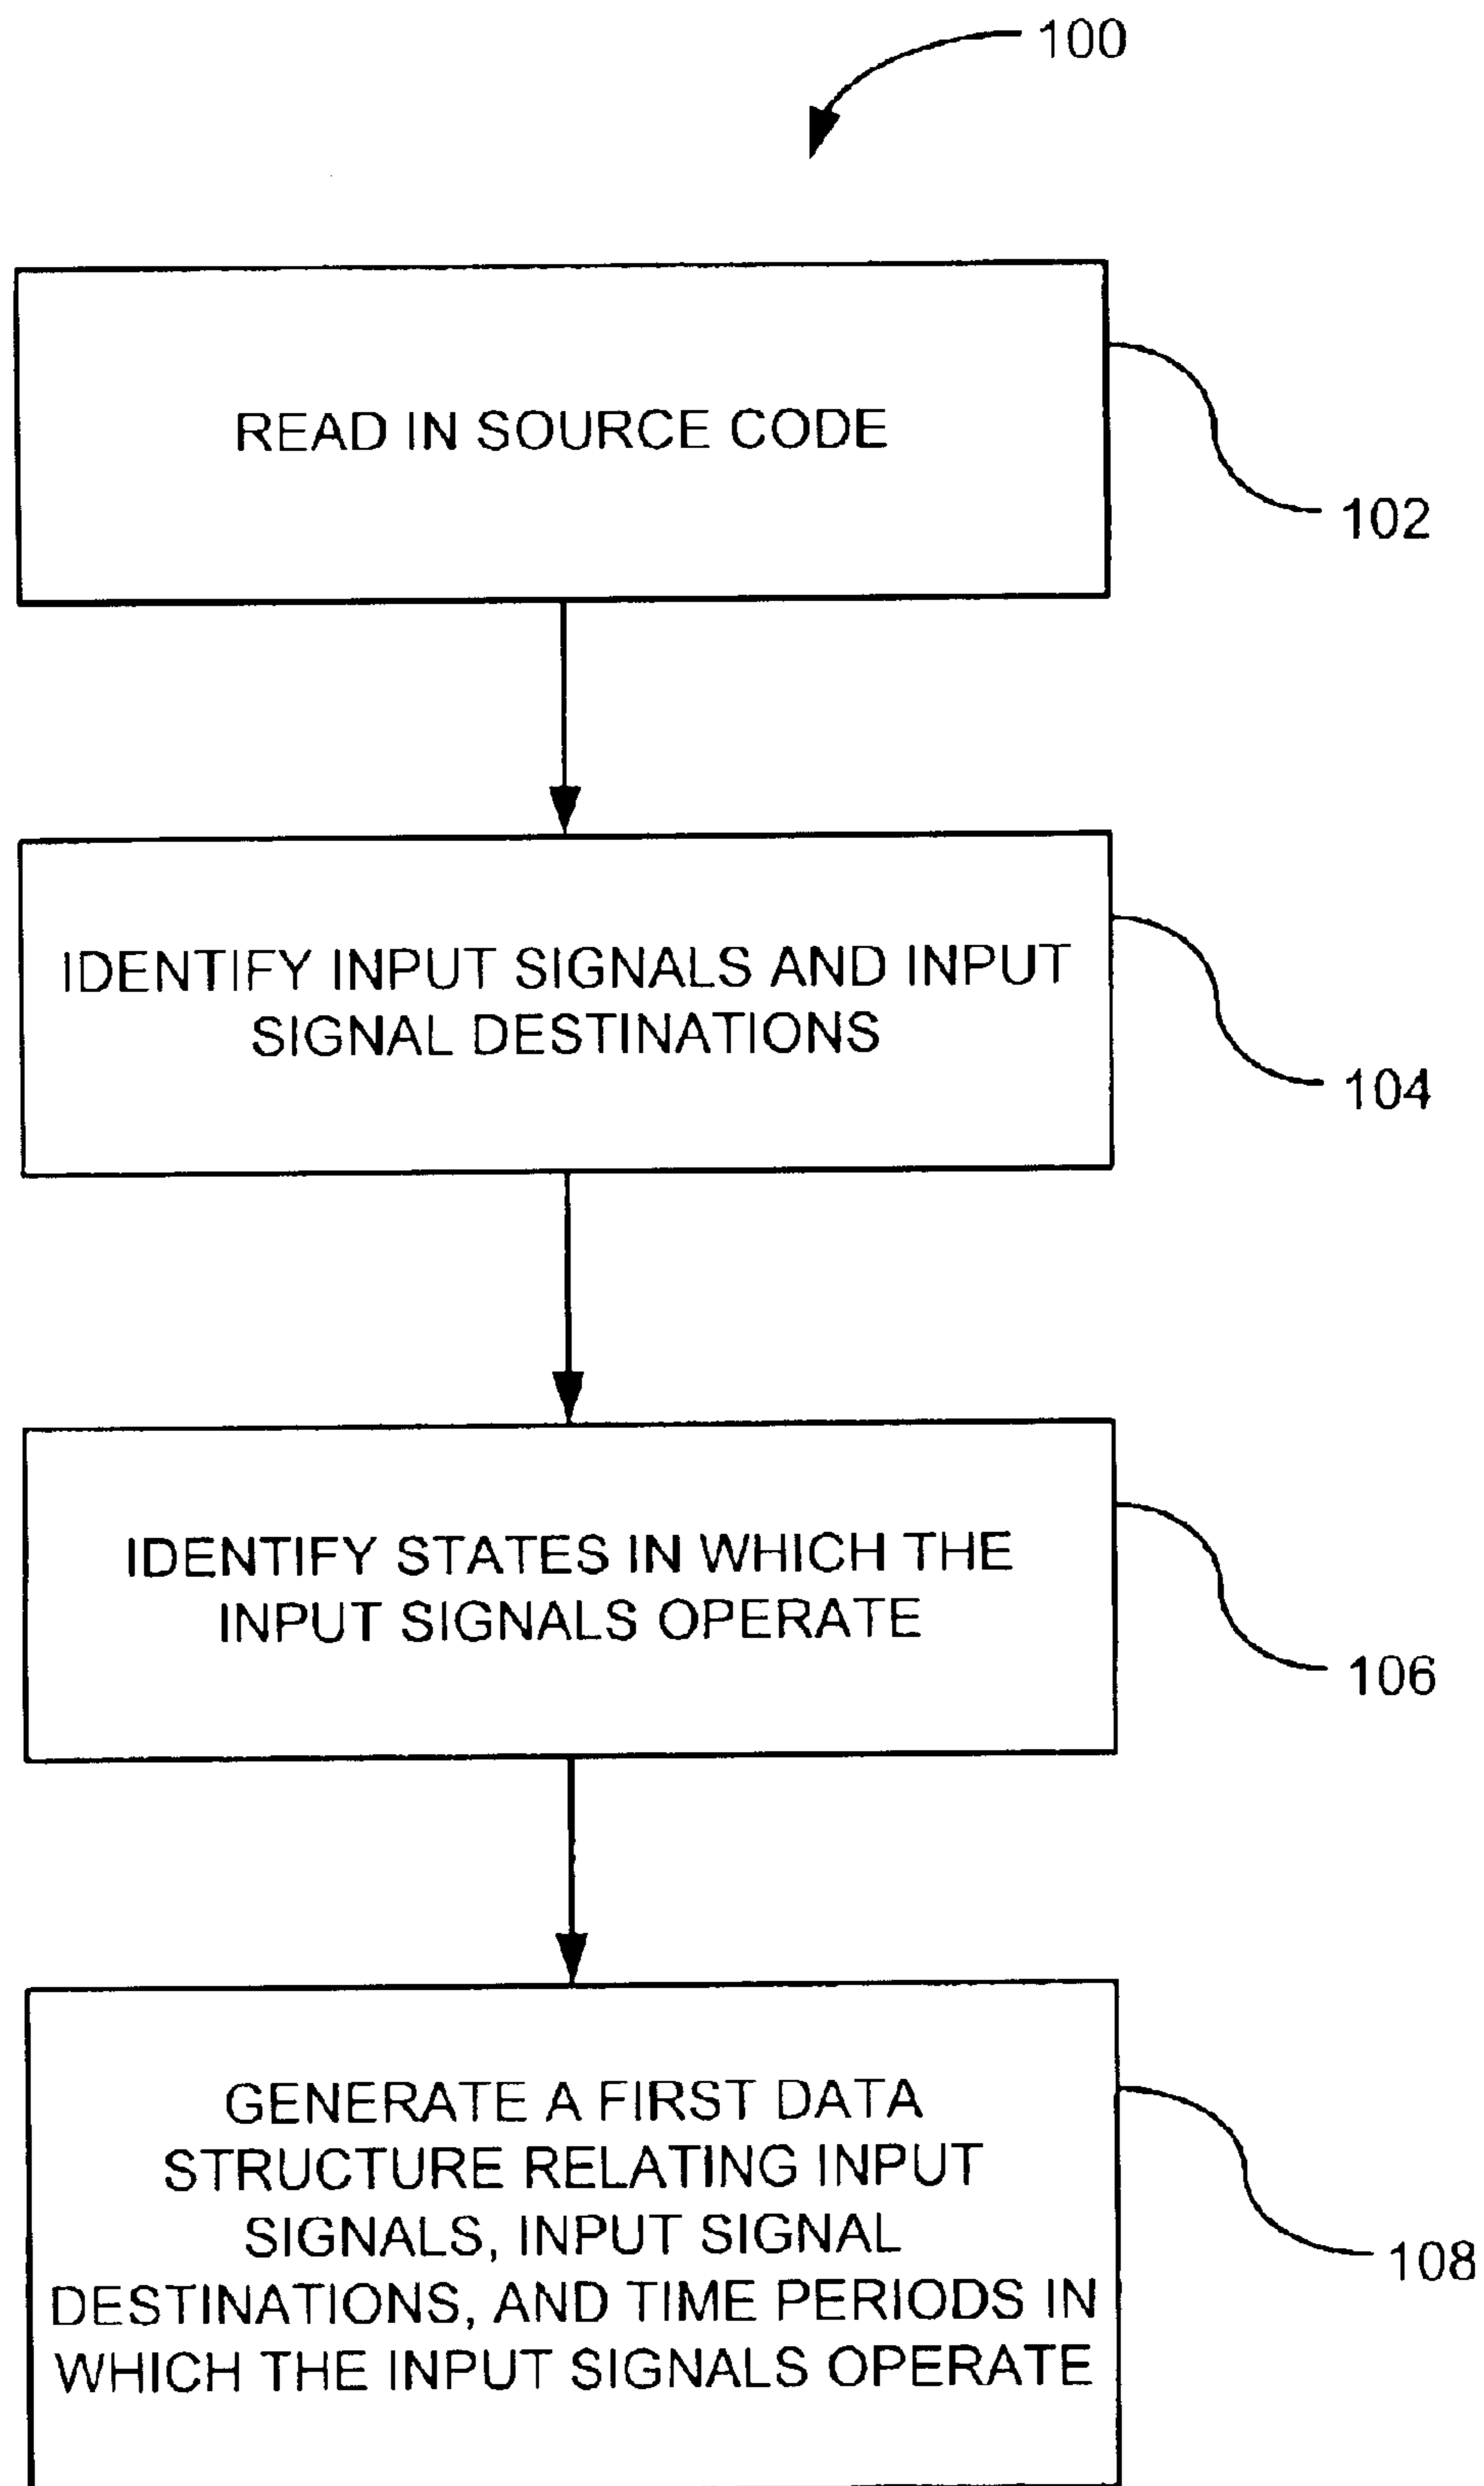 100
READ IN SOURCE CODE
102
IDENTIFY INPUT SIGNALS AND INPUT
SIGNAL DESTINATIONS
104
IDENTIFY STATES IN WHICH THE
INPUT SIGNALS OPERATE
106
GENERATE A FIRST DATA
STRUCTURE RELATING INPUT
SIGNALS, INPUT SIGNAL
DESTINATIONS, AND TIME PERIODS IN
WHICH THE INPUT SIGNALS OPERATE
108